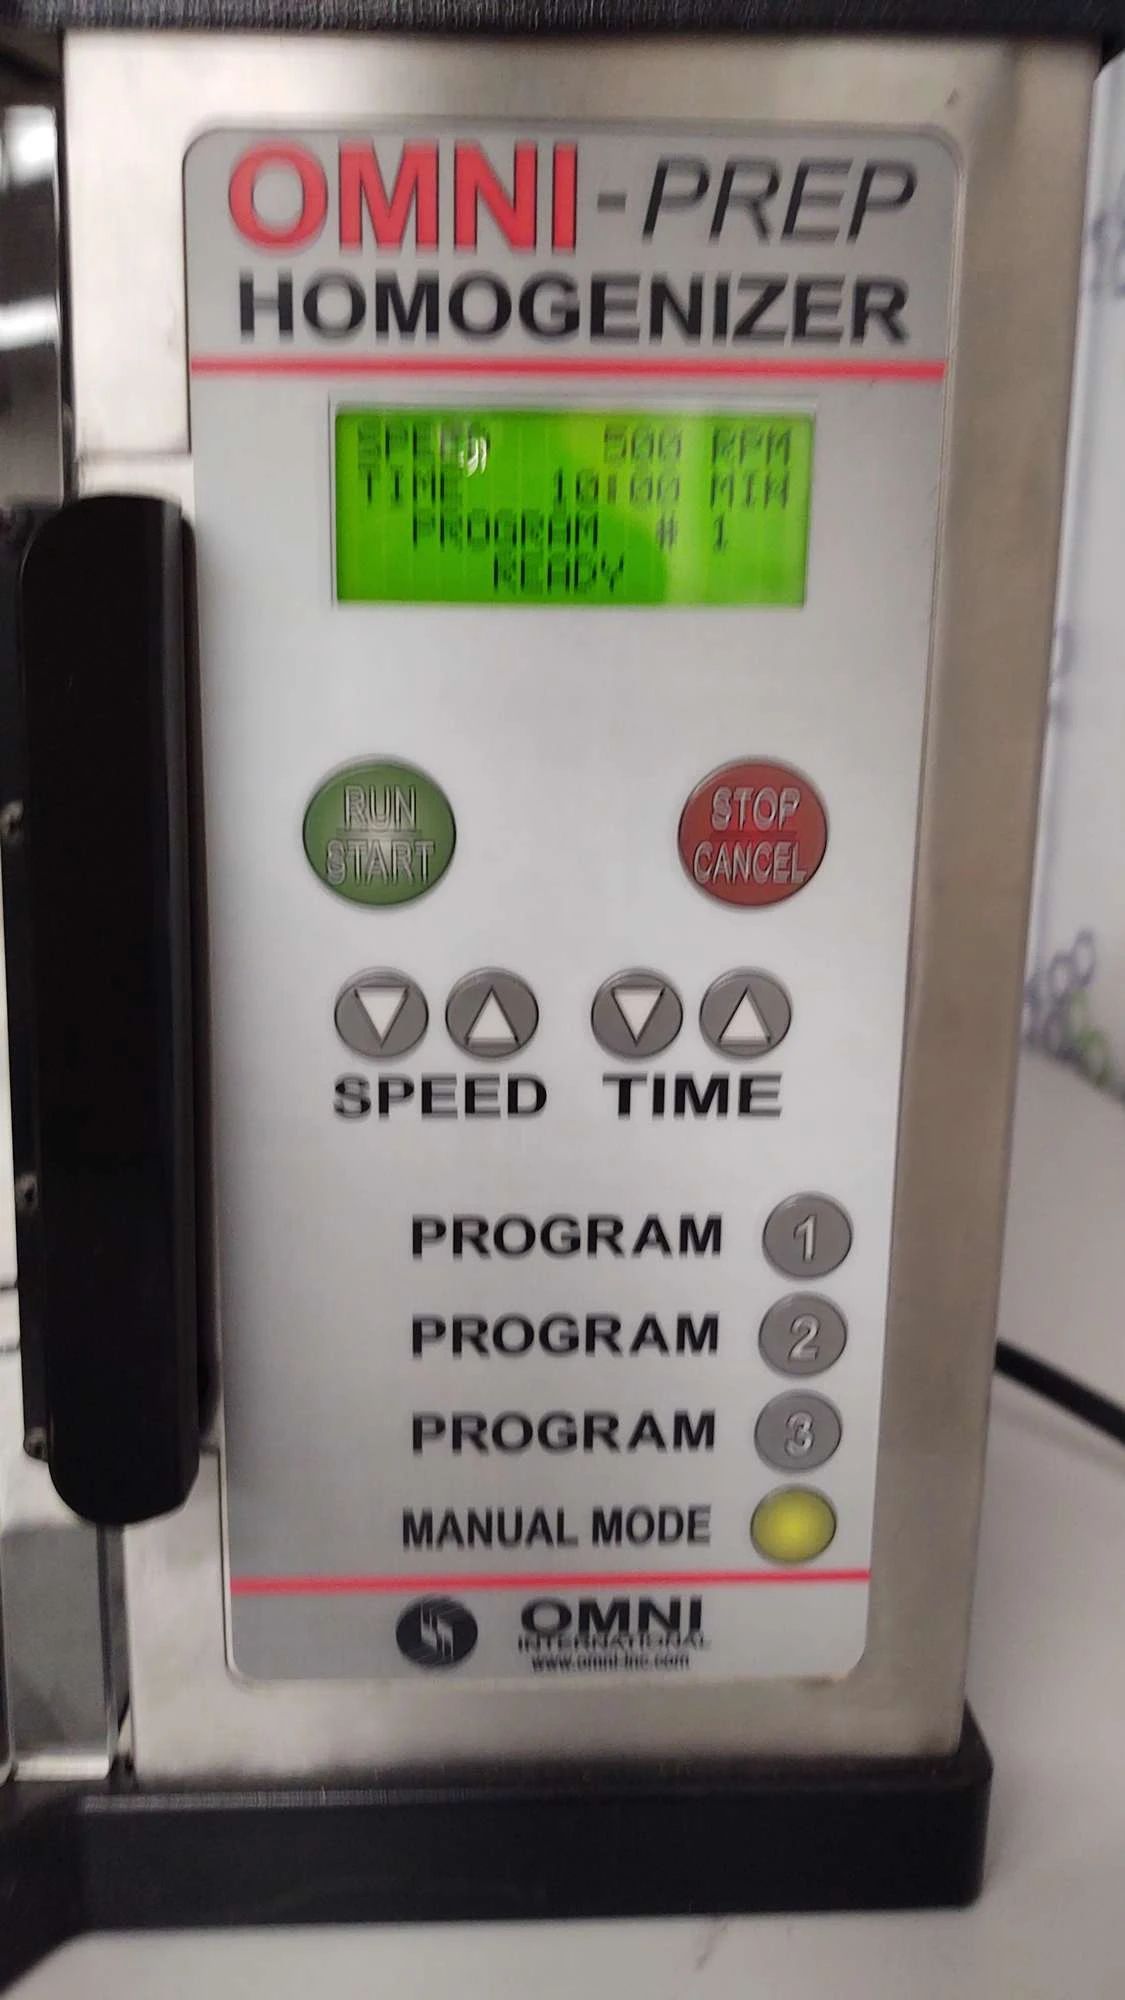 OMNI-PREP
HOMOGENIZER
SPEED 500 RPM
TIME 10:00 MIN
PROGRAM # 1
READY
RUN
START
STOP
CANCEL
SPEED TIME
PROGRAM 1
PROGRAM 2
PROGRAM 3
MANUAL MODE
OMNI
INTERNATIONAL
www.omni-inc.com